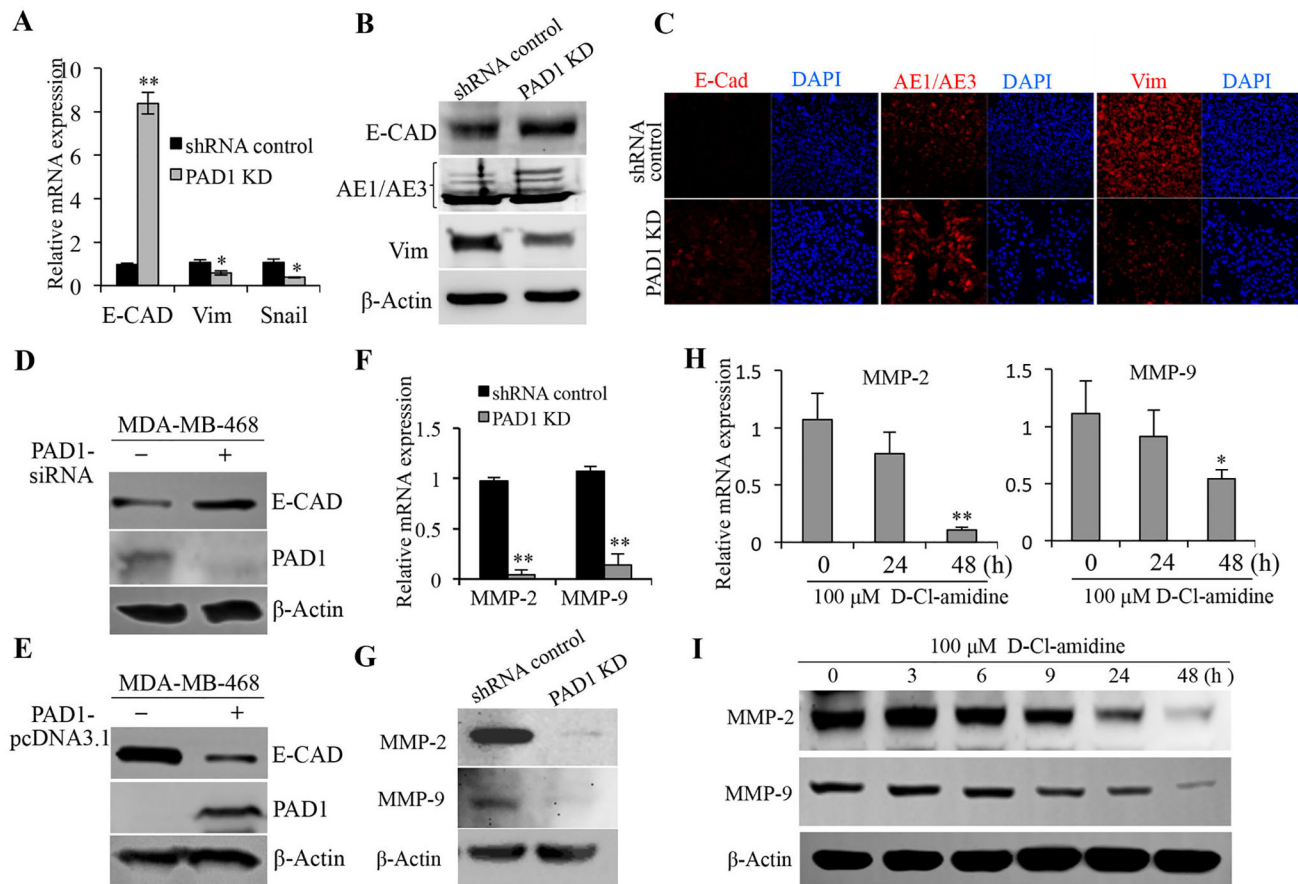 A
Relative mRNA expression
10
8
6
4
2
0
**
*
*
shRNA control
PAD1 KD
E-CAD Vim Snail
B
shRNA control
PAD1 KD
E-CAD
AE1/AE3
Vim
β-Actin
C
E-Cad DAPI AE1/AE3 DAPI Vim DAPI
shRNA control
PAD1 KD
D
MDA-MB-468
PAD1-siRNA
− +
E-CAD
PAD1
β-Actin
E
MDA-MB-468
PAD1-pcDNA3.1
− +
E-CAD
PAD1
β-Actin
F
shRNA control
PAD1 KD
Relative mRNA expression
1.5
1
0.5
0
**
**
MMP-2 MMP-9
G
shRNA control
PAD1 KD
MMP-2
MMP-9
β-Actin
H
Relative mRNA expression
MMP-2
1.5
1
0.5
0
**
0 24 48 (h)
100 µM D-Cl-amidine
MMP-9
1.5
1
0.5
0
*
0 24 48 (h)
100 µM D-Cl-amidine
I
100 µM D-Cl-amidine
0 3 6 9 24 48 (h)
MMP-2
MMP-9
β-Actin